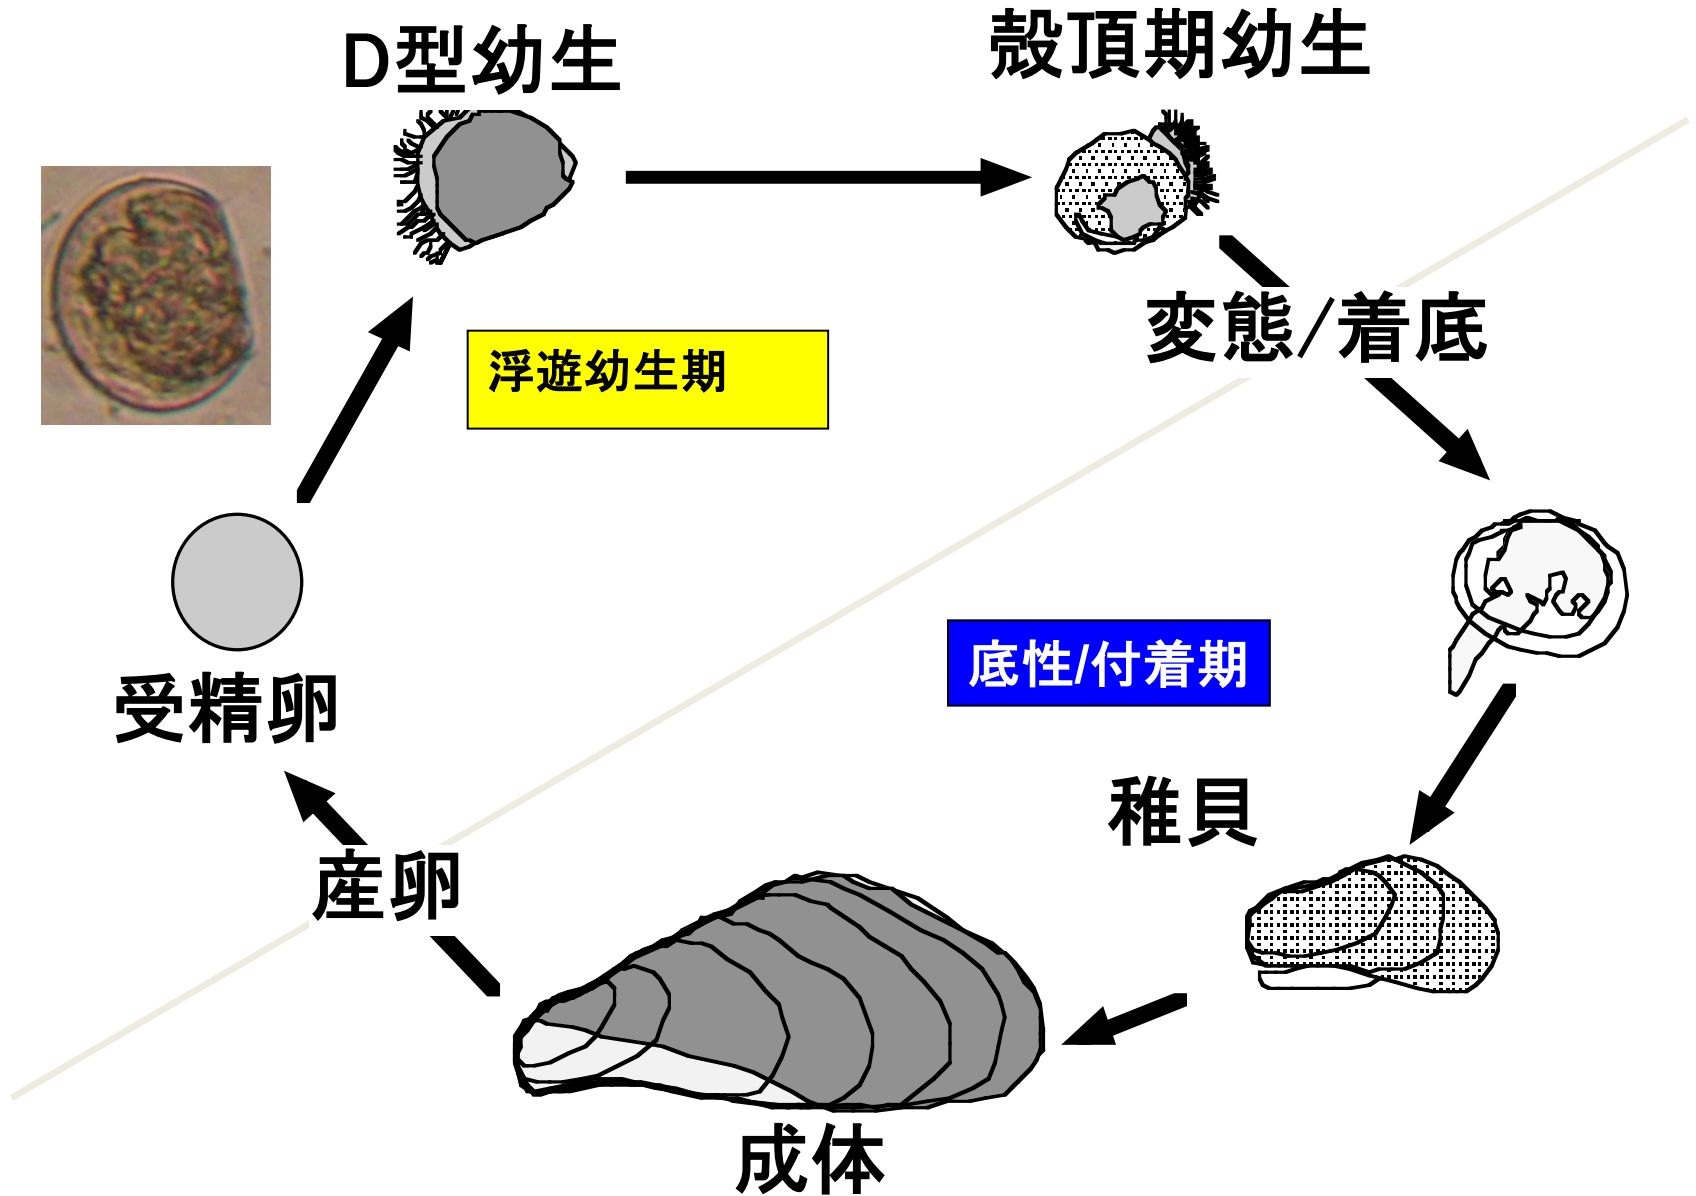 D型幼生
殻頂期幼生
変態/着底
浮遊幼生期
底性/付着期
受精卵
稚貝
産卵
成体